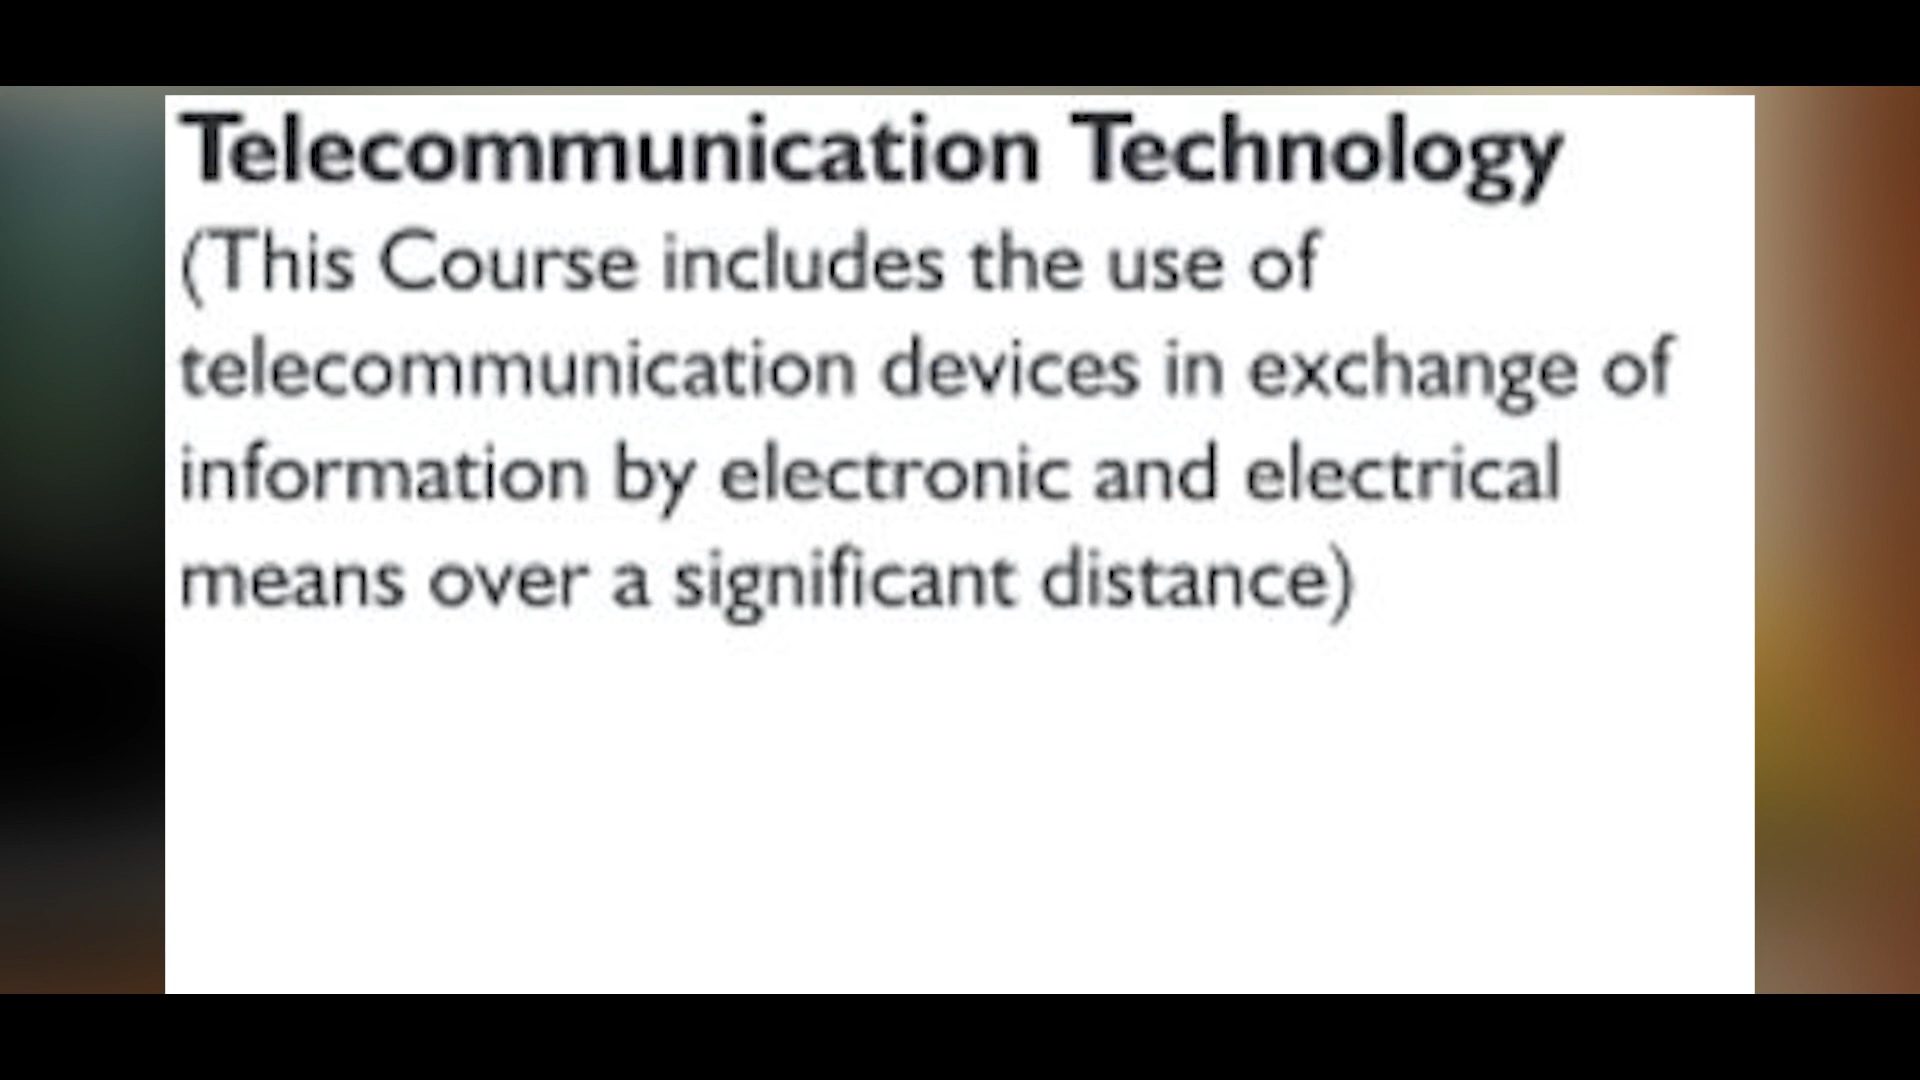 Telecommunication Technology
(This Course includes the use of
telecommunication devices in exchange of
information by electronic and electrical
means over a significant distance)